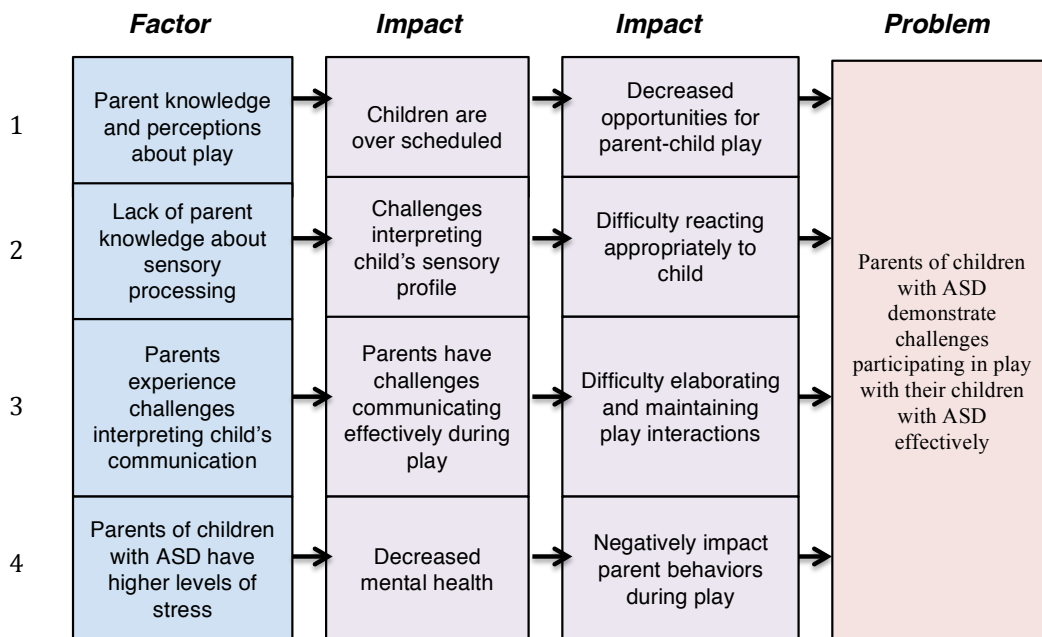 Factor
Impact
Impact
Problem
1
Parent knowledge
and perceptions
about play
Children are
over scheduled
Decreased
opportunities for
parent-child play
2
Lack of parent
knowledge about
sensory
processing
Challenges
interpreting
child’s sensory
profile
Difficulty reacting
appropriately to
child
3
Parents
experience
challenges
interpreting child’s
communication
Parents have
challenges
communicating
effectively during
play
Difficulty elaborating
and maintaining
play interactions
4
Parents of children
with ASD have
higher levels of
stress
Decreased
mental health
Negatively impact
parent behaviors
during play
Parents of children
with ASD
demonstrate
challenges
participating in play
with their children
with ASD
effectively